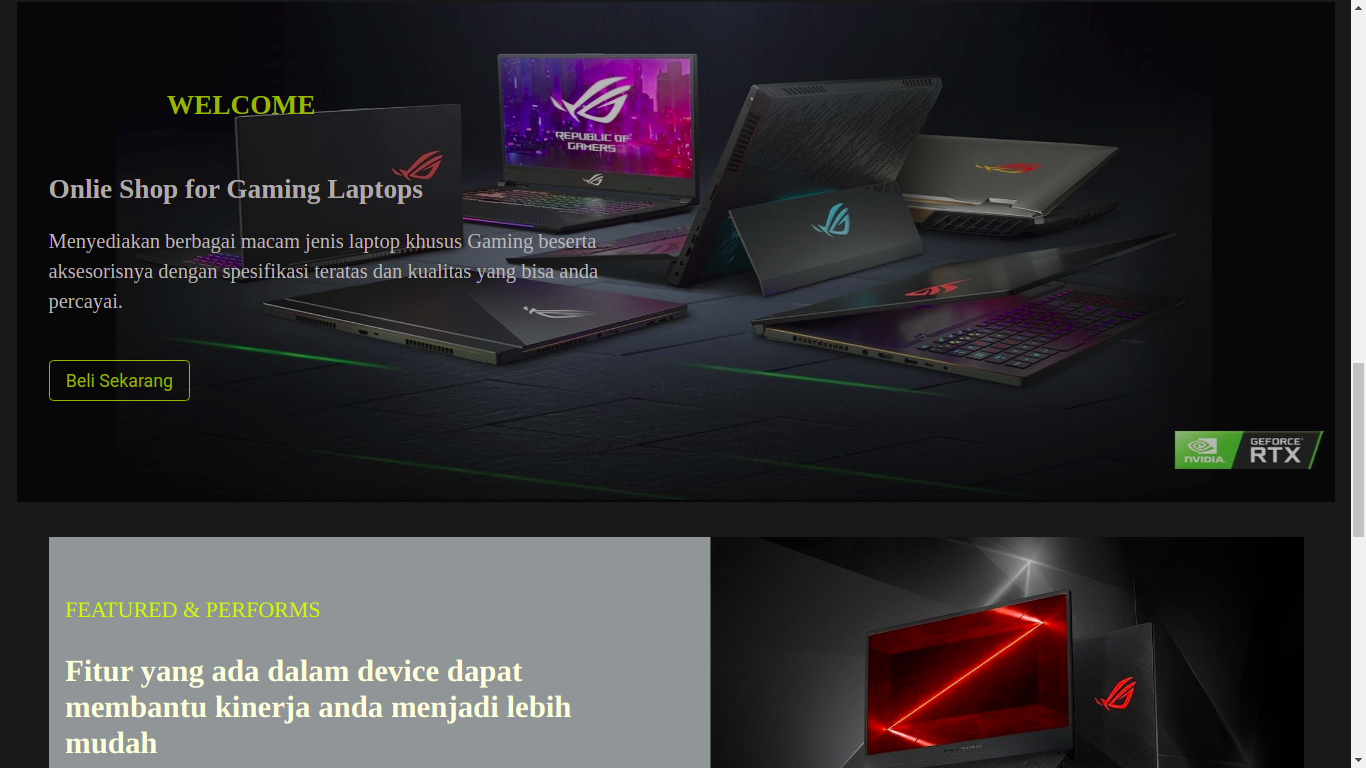 WELCOME
REPUBLIC OF
GAMERS
Onlie Shop for Gaming Laptops
Menyediakan berbagai macam jenis laptop khusus Gaming beserta
aksesorisnya dengan spesifikasi teratas dan kualitas yang bisa anda
percayai.
Beli Sekarang
NVIDIA.
GEFORCE
RTX
FEATURED & PERFORMS
Fitur yang ada dalam device dapat
membantu kinerja anda menjadi lebih
mudah